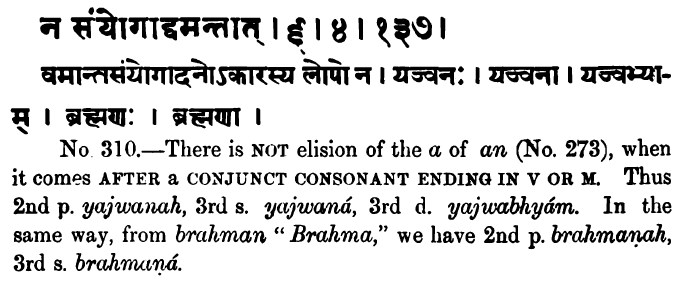 न संयोगाद्वमन्तात् । ६ । ४ । १३७ ।
वमान्तसंयोगादनोऽकारस्य लोपो न । यज्वनः । यज्वना । यज्वभ्या-
म् । ब्रह्मणः । ब्रह्मणा ।
No. 310.—There is NOT elision of the a of an (No. 273), when
it comes AFTER a CONJUNCT CONSONANT ENDING IN V OR M. Thus
2nd p. yajwanah, 3rd s. yajwaná, 3rd d. yajwabhyám. In the
same way, from brahman "Brahma," we have 2nd p. brahmaṇah,
3rd s. brahmaṇá.